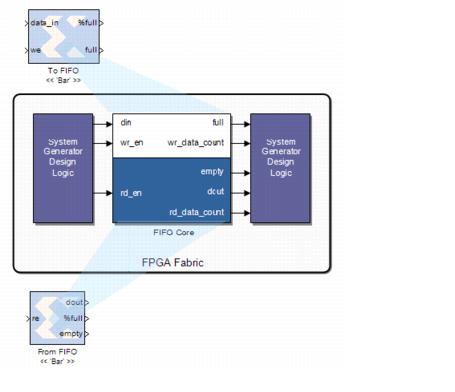 data_in %full
we full
To FIFO
<< 'Bar' >>
System Generator Design Logic
din full
wr_en wr_data_count
empty
rd_en dout
rd_data_count
System Generator Design Logic
FIFO Core
FPGA Fabric
dout
re %full
empty
From FIFO
<< 'Bar' >>